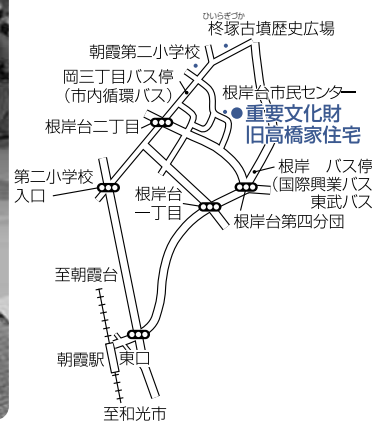 ひいらぎづか
柊塚古墳歴史広場
朝霞第二小学校
岡三丁目バス停
（市内循環バス）
根岸台市民センター
重要文化財
旧高橋家住宅
根岸台二丁目
根岸　バス停
（国際興業バス
東武バス
第二小学校
入口
根岸台
一丁目
根岸台第四分団
至朝霞台
朝霞駅
東口
至和光市